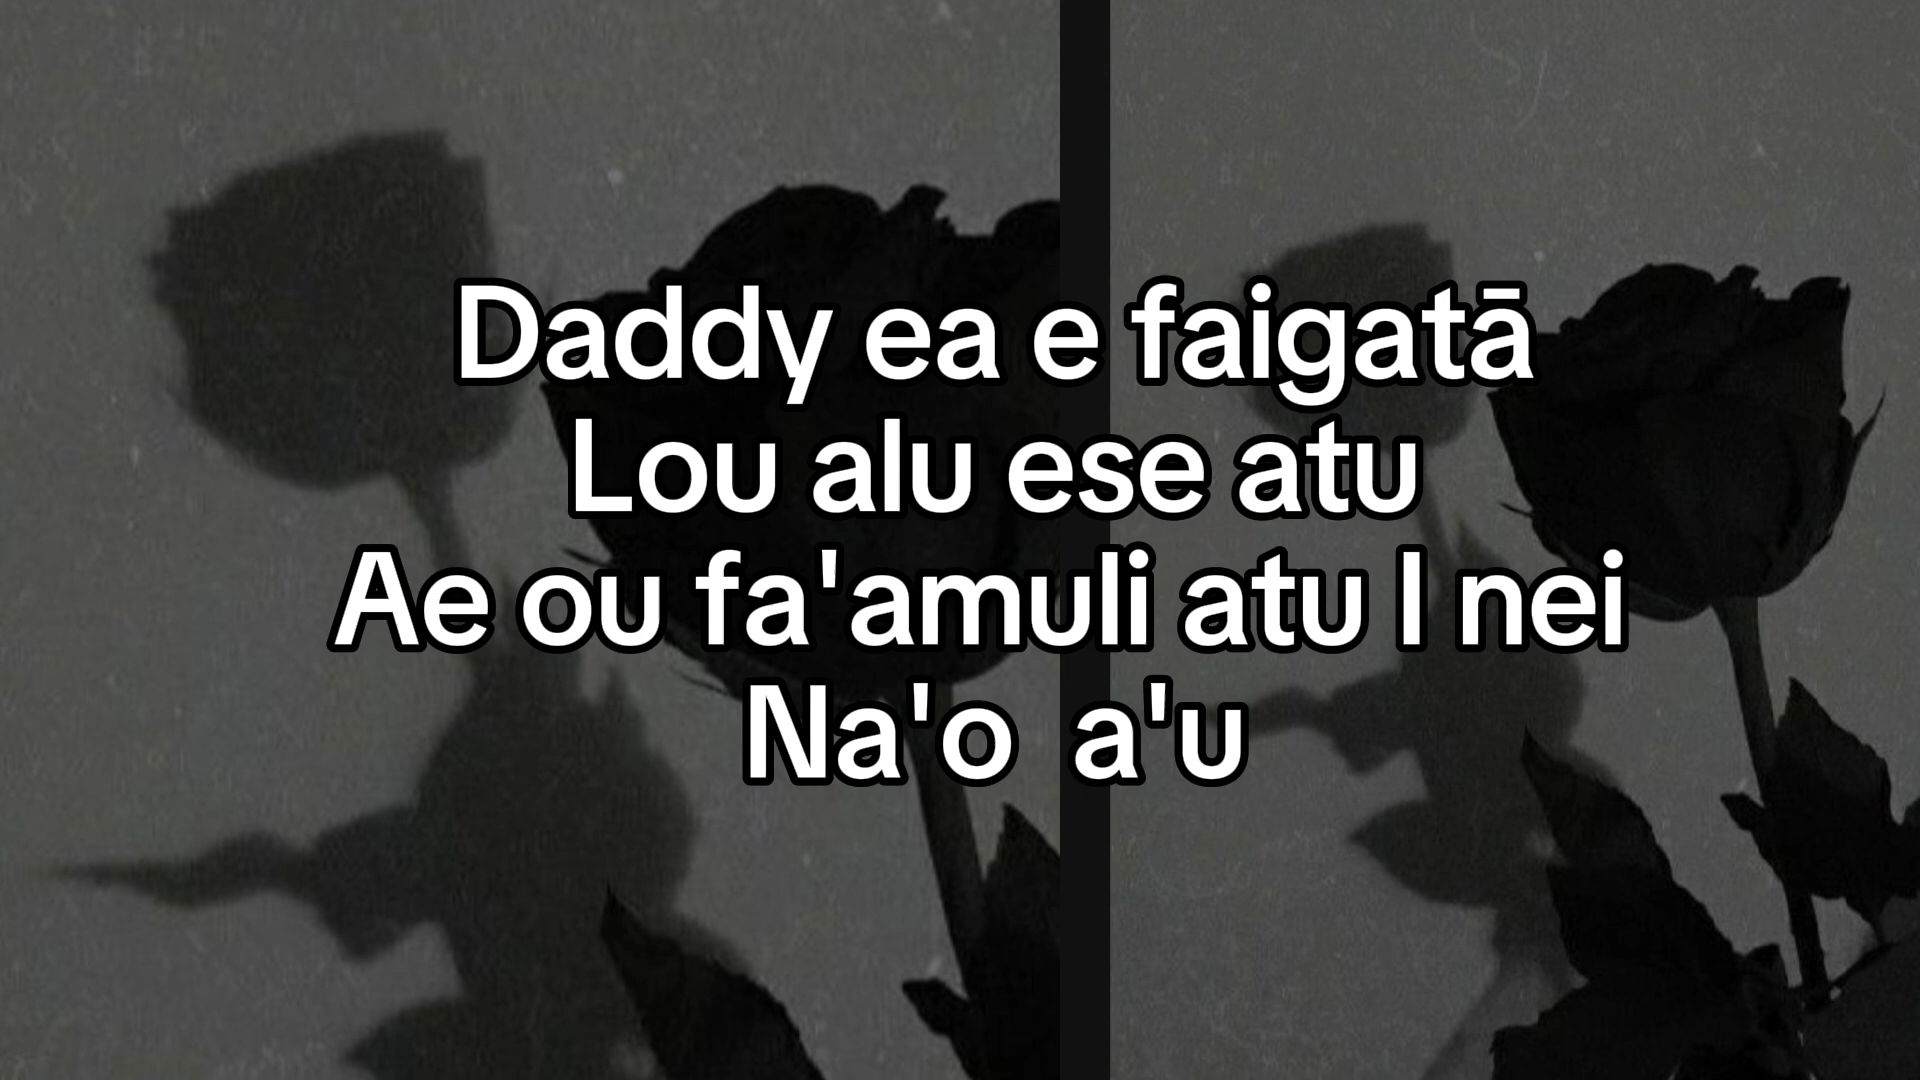 Daddy ea e faigatā
Lou alu ese atu
Ae ou fa'amuli atu I nei
Na'o  a'u